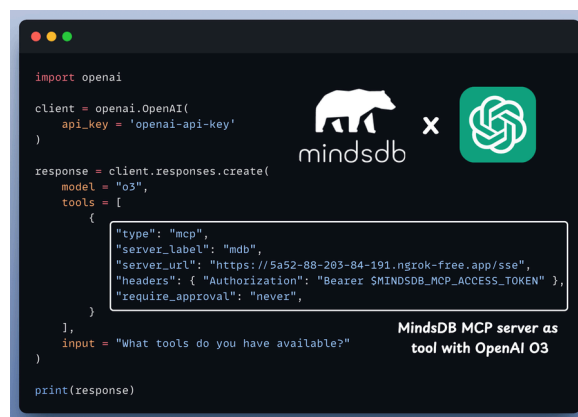 import openai
client = openai.OpenAI(
    api_key = 'openai-api-key'
)
mindsdb
x
response = client.responses.create(
    model = "o3",
    tools = [
        {
            "type": "mcp",
            "server_label": "mdb",
            "server_url": "https://5a52-88-203-84-191.ngrok-free.app/sse",
            "headers": { "Authorization": "Bearer $MINDSDB_MCP_ACCESS_TOKEN" },
            "require_approval": "never",
        }
    ],
    input = "What tools do you have available?"
)
print(response)
MindsDB MCP server as
tool with OpenAI O3